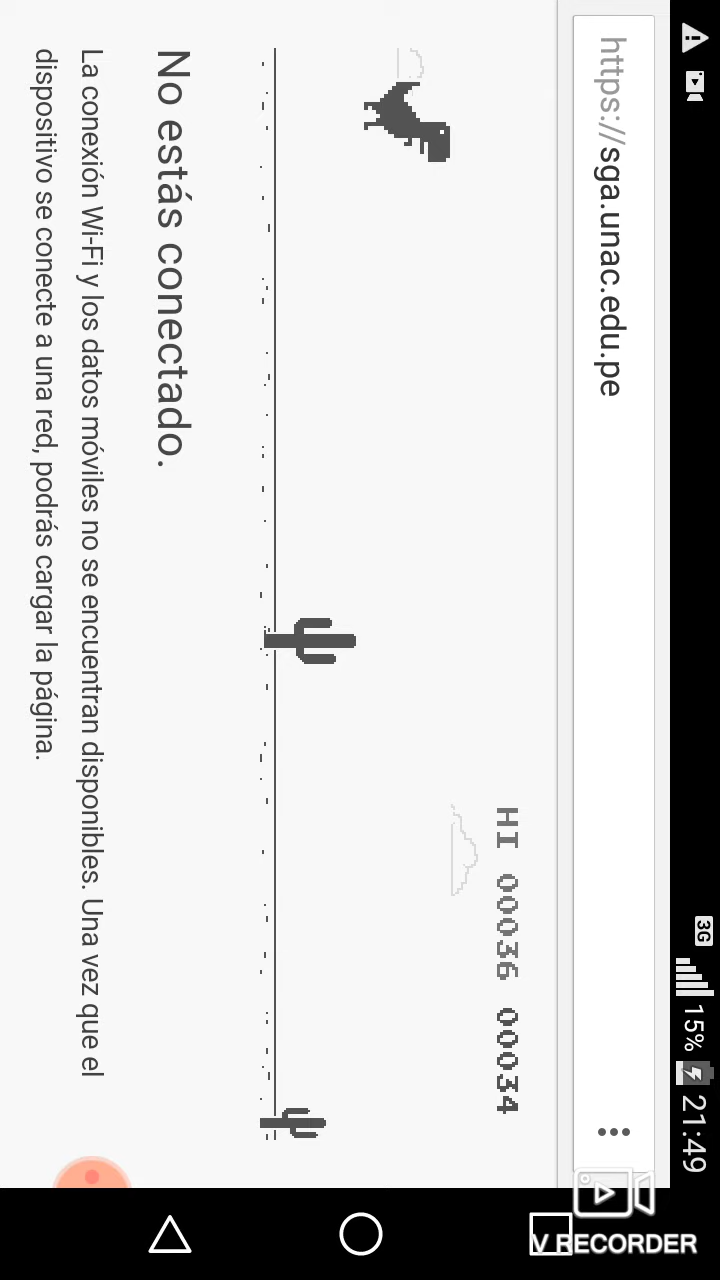 3G 15% 21:49
https://sga.unac.edu.pe
HI 00036 00034
No estás conectado.
La conexión Wi-Fi y los datos móviles no se encuentran disponibles. Una vez que el
dispositivo se conecte a una red, podrás cargar la página.
V RECORDER